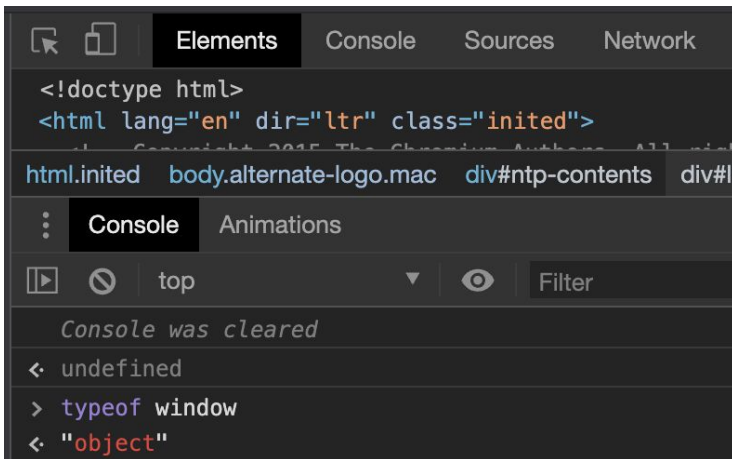 Elements Console Sources Network
<!doctype html>
<html lang="en" dir="ltr" class="inited">
html.inited body.alternate-logo.mac div#ntp-contents div#l
Console Animations
top Filter
Console was cleared
undefined
> typeof window
"object"